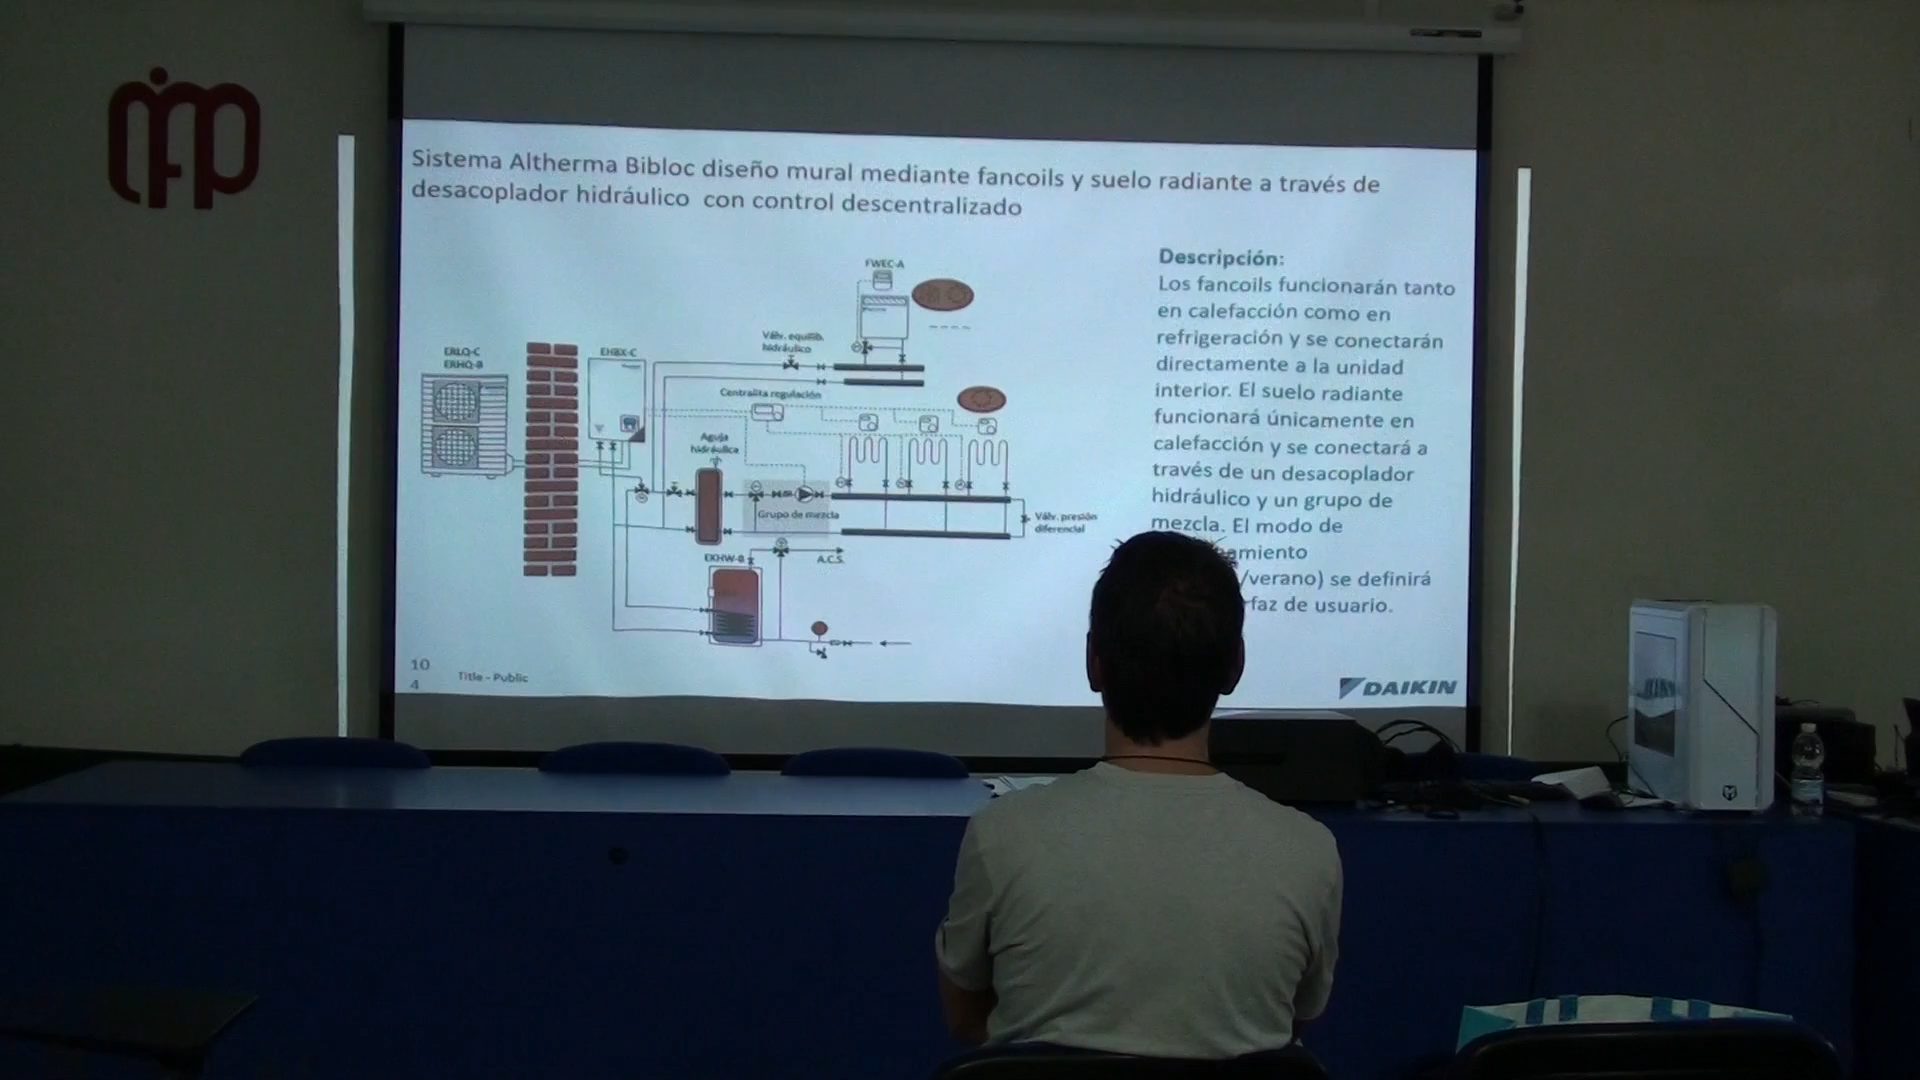 ifp
Sistema Altherma Bibloc diseño mural mediante fancoils y suelo radiante a través de
desacoplador hidráulico con control descentralizado
FWEC-A
Válv. equilib.
hidráulico
ERLQ-C
ERHQ-B
EHBX-C
Centralita regulación
Aguja
hidráulica
Grupo de mezcla
Válv. presión
diferencial
EKHW-B
A.C.S.
Descripción:
Los fancoils funcionarán tanto
en calefacción como en
refrigeración y se conectarán
directamente a la unidad
interior. El suelo radiante
funcionará únicamente en
calefacción y se conectará a
través de un desacoplador
hidráulico y un grupo de
mezcla. El modo de
amiento
/verano) se definirá
faz de usuario.
10
4
Title - Public
DAIKIN